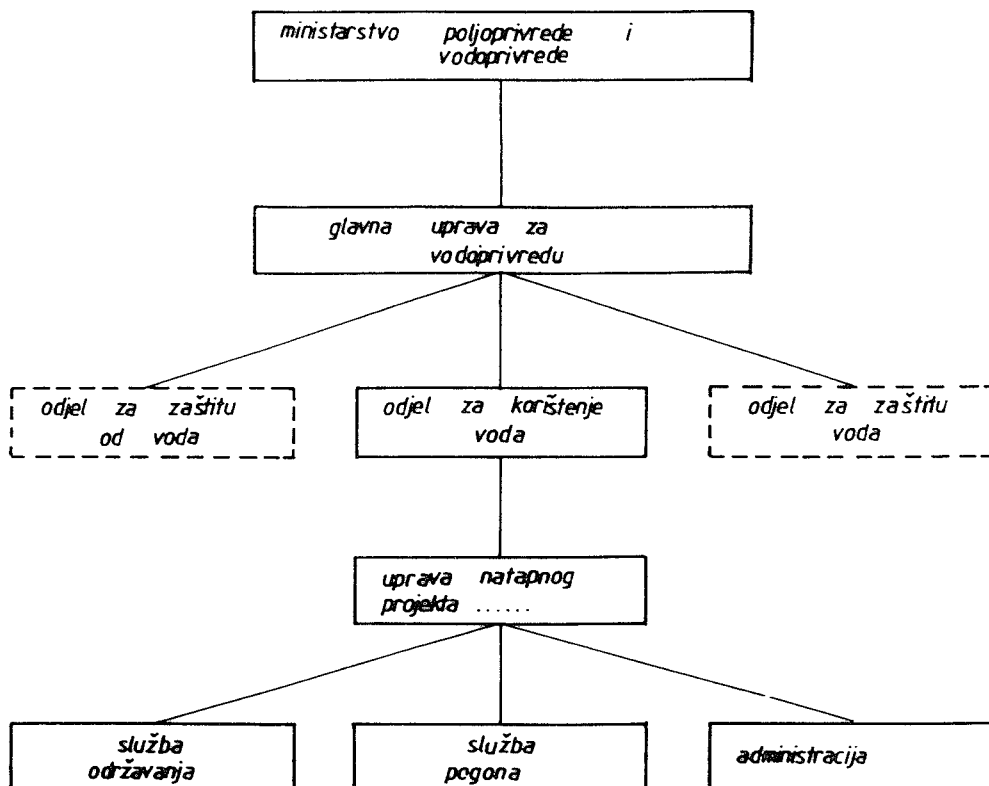 ministarstvo poljoprivrede i
vodoprivrede
glavna uprava za
vodoprivredu
odjel za zaštitu
od voda
odjel za korištenje
voda
odjel za zaštitu
voda
uprava natapnog
projekta ......
služba
održavanja
služba
pogona
administracija